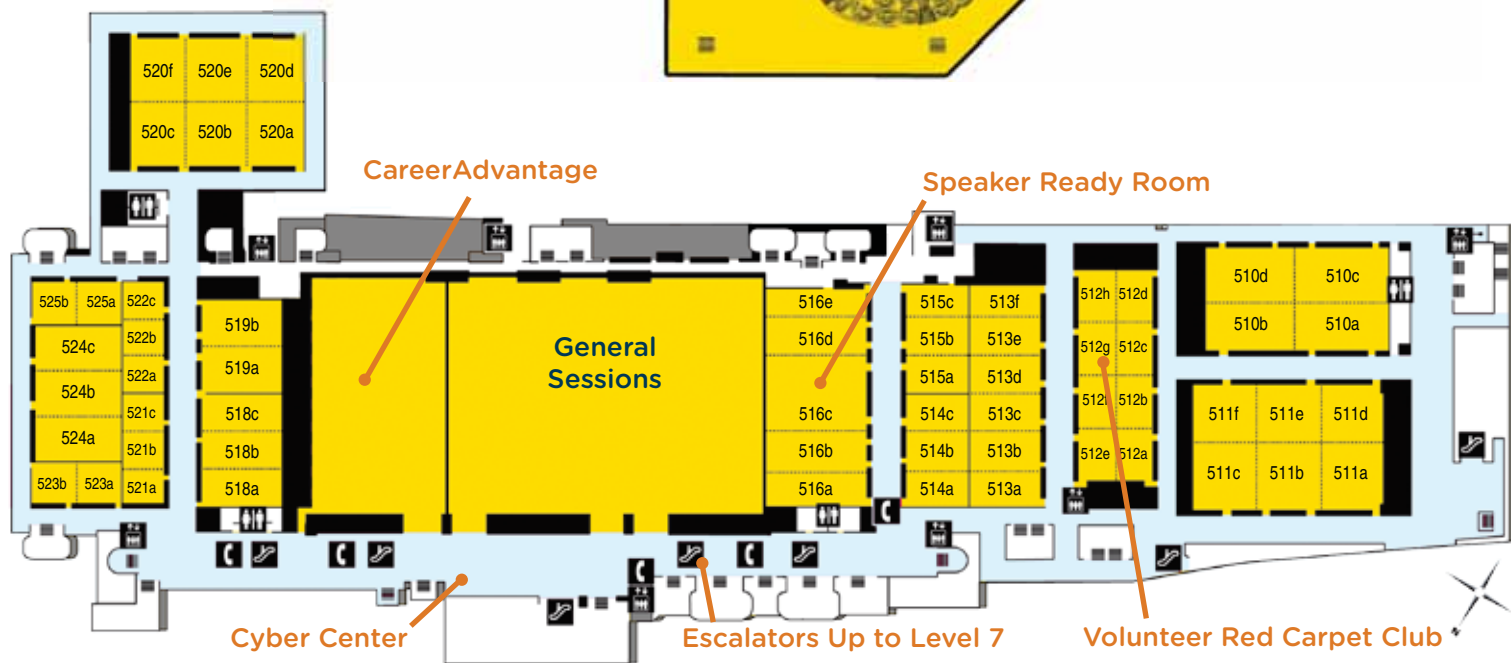 520f 520e 520d
520c 520b 520a
CareerAdvantage
Speaker Ready Room
525b 525a 522c
524c 522b
524b 522a
521c
524a 521b
523b 523a 521a
519b
519a
518c
518b
518a
General
Sessions
516e
516d
516c
516b
516a
515c 513f
515b 513e
515a 513d
514c 513c
514b 513b
514a 513a
512h 512d
512g 512c
512b
512e 512a
510d 510c
510b 510a
511f 511e 511d
511c 511b 511a
Cyber Center
Escalators Up to Level 7
Volunteer Red Carpet Club
N